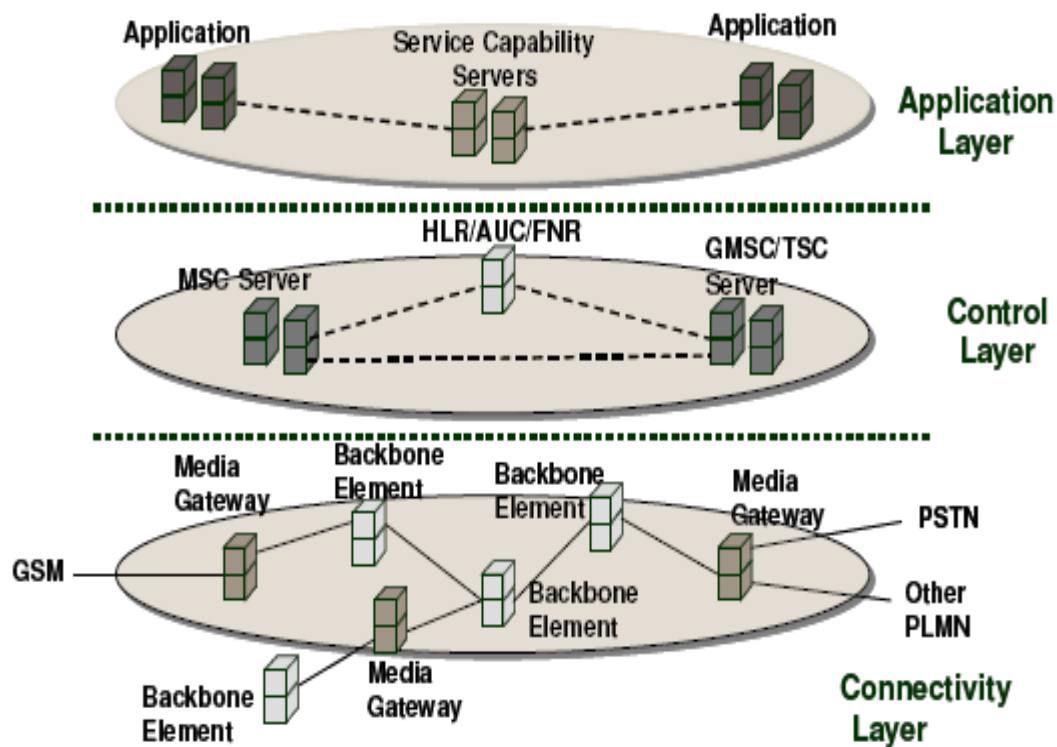 Application
Service Capability
Servers
Application
Application
Layer
HLR/AUC/FNR
MSC Server
GMSC/TSC
Server
Control
Layer
Media
Gateway
Backbone
Element
Backbone
Element
Media
Gateway
PSTN
GSM
Backbone
Element
Other
PLMN
Media
Gateway
Backbone
Element
Connectivity
Layer